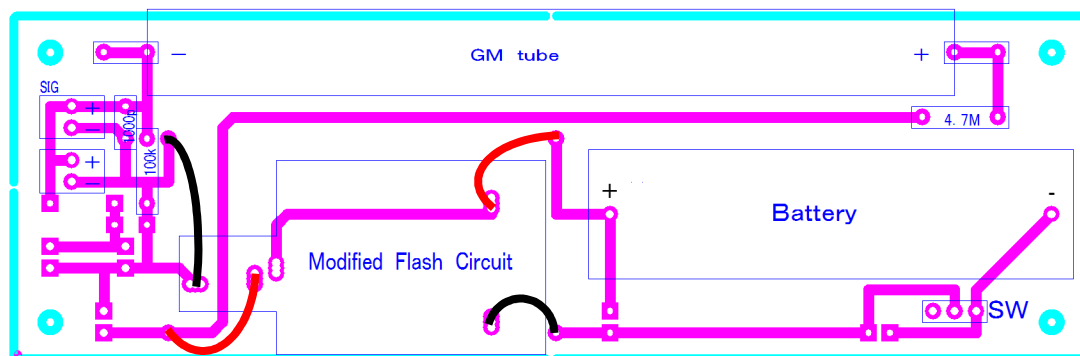 − GM tube +
SIG
+
1000p
−
4.7M
100k
+
−
+ -
Battery
Modified Flash Circuit
SW